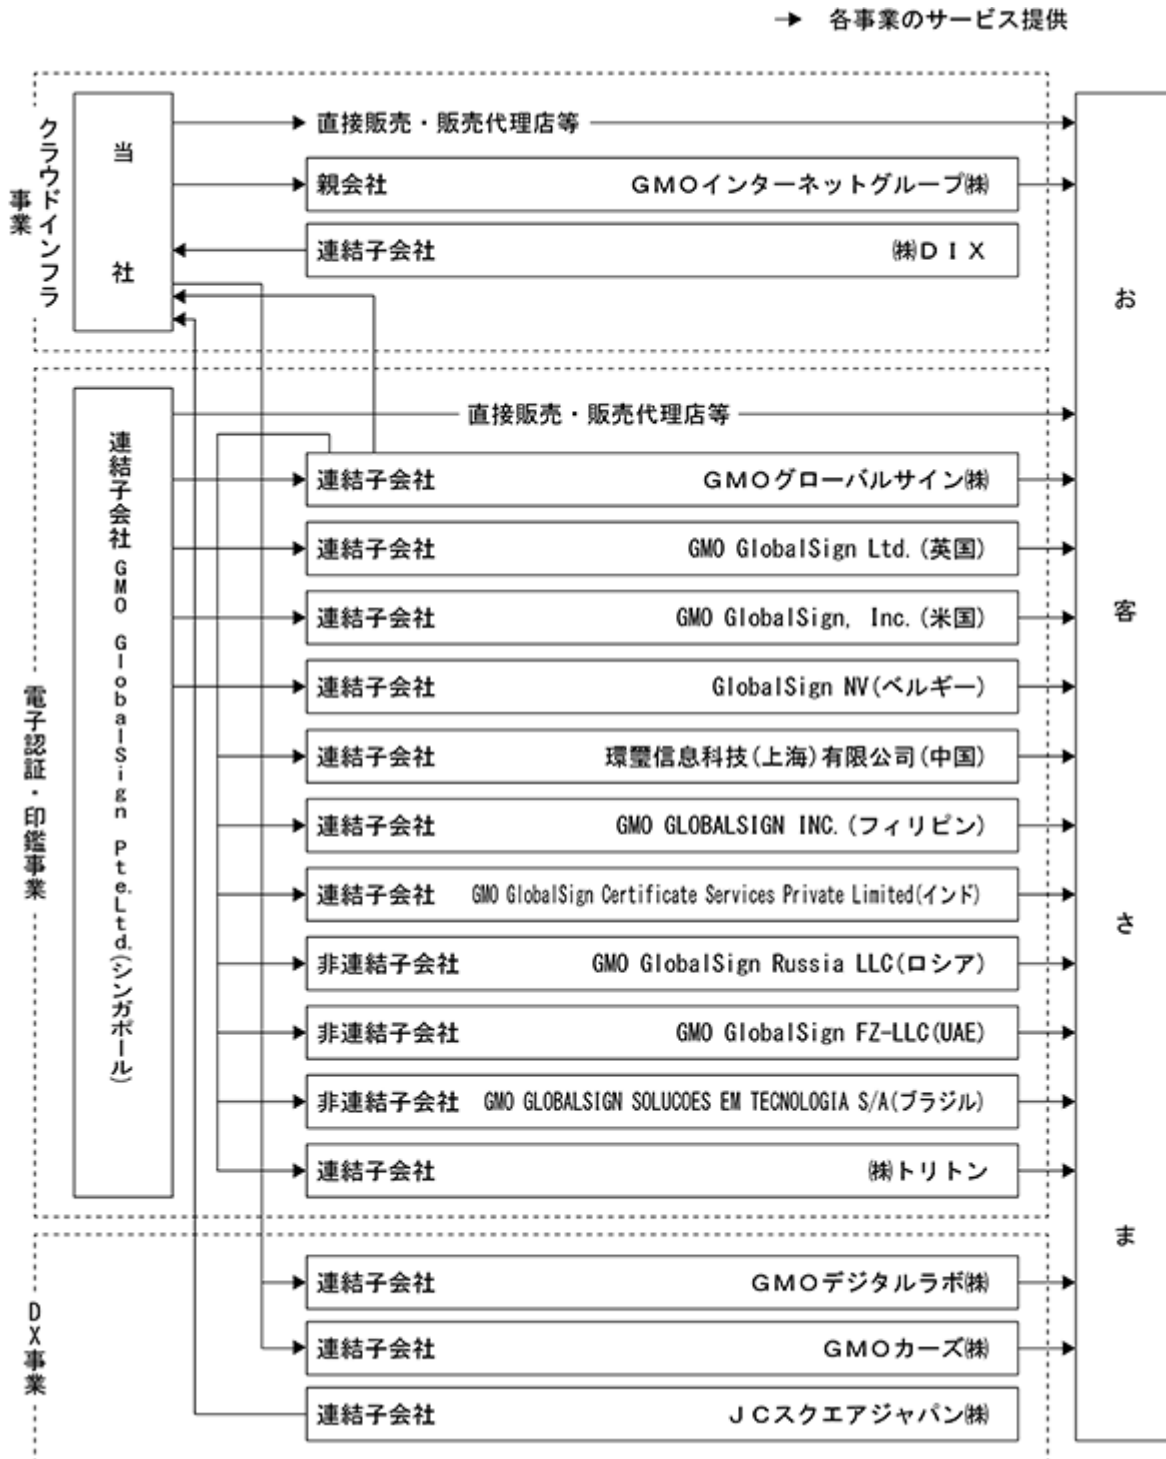 → 各事業のサービス提供
クラウドインフラ事業
当社
直接販売・販売代理店等
親会社 GMOインターネットグループ㈱
連結子会社 ㈱DIX
電子認証・印鑑事業
連結子会社 GMO GlobalSign Pte.Ltd.(シンガポール)
直接販売・販売代理店等
連結子会社 GMOグローバルサイン㈱
連結子会社 GMO GlobalSign Ltd.(英国)
連結子会社 GMO GlobalSign, Inc.(米国)
連結子会社 GlobalSign NV(ベルギー)
連結子会社 環璽信息科技(上海)有限公司(中国)
連結子会社 GMO GLOBALSIGN INC.(フィリピン)
連結子会社 GMO GlobalSign Certificate Services Private Limited(インド)
非連結子会社 GMO GlobalSign Russia LLC(ロシア)
非連結子会社 GMO GlobalSign FZ-LLC(UAE)
非連結子会社 GMO GLOBALSIGN SOLUCOES EM TECNOLOGIA S/A(ブラジル)
連結子会社 ㈱トリトン
DX事業
連結子会社 GMOデジタルラボ㈱
連結子会社 GMOカーズ㈱
連結子会社 JCスクエアジャパン㈱
お客さま